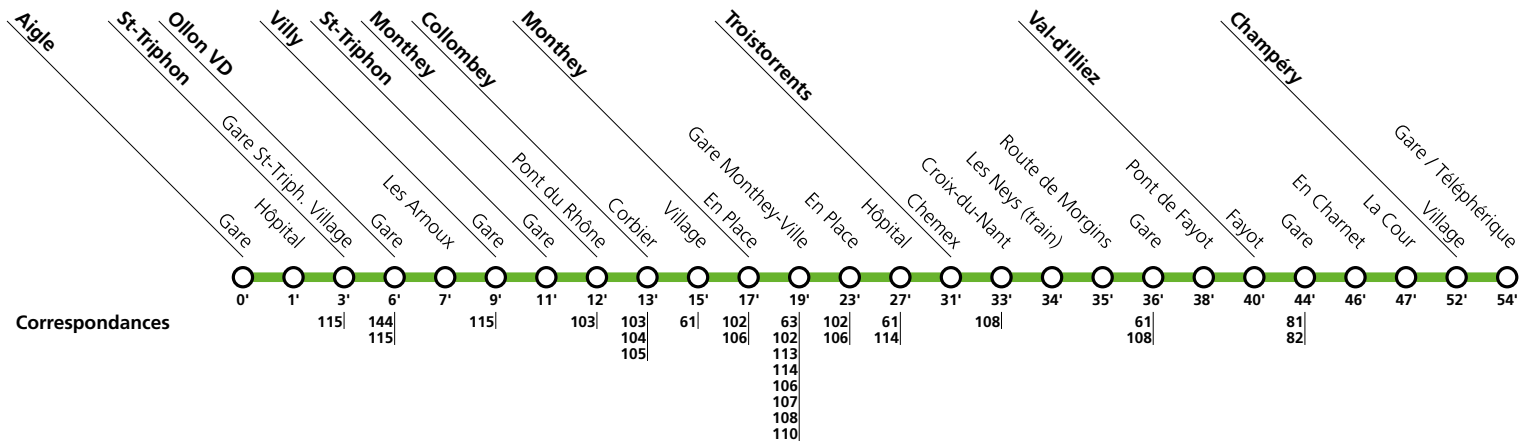 Aigle
St-Triphon
Ollon VD
Villy
St-Triphon
Monthey
Collombey
Monthey
Troistorrents
Val-d'Illiez
Champéry
Gare
Hôpital
Gare St-Triph. Village
Gare
Les Arnoux
Gare
Gare
Pont du Rhône
Corbier
Village
En Place
Gare Monthey-Ville
En Place
Hôpital
Chemex
Croix-du-Nant
Les Neys (train)
Route de Morgins
Gare
Pont de Fayot
Fayot
Gare
En Charnet
La Cour
Village
Gare / Téléphérique
0' 1' 3' 6' 7' 9' 11' 12' 13' 15' 17' 19' 23' 27' 31' 33' 34' 35' 36' 38' 40' 44' 46' 47' 52' 54'
Correspondances 115 144 115 103 103 61 102 63 102 61 108 61 81
115 104 106 102 106 114 108 82
105 113
114
106
107
108
110